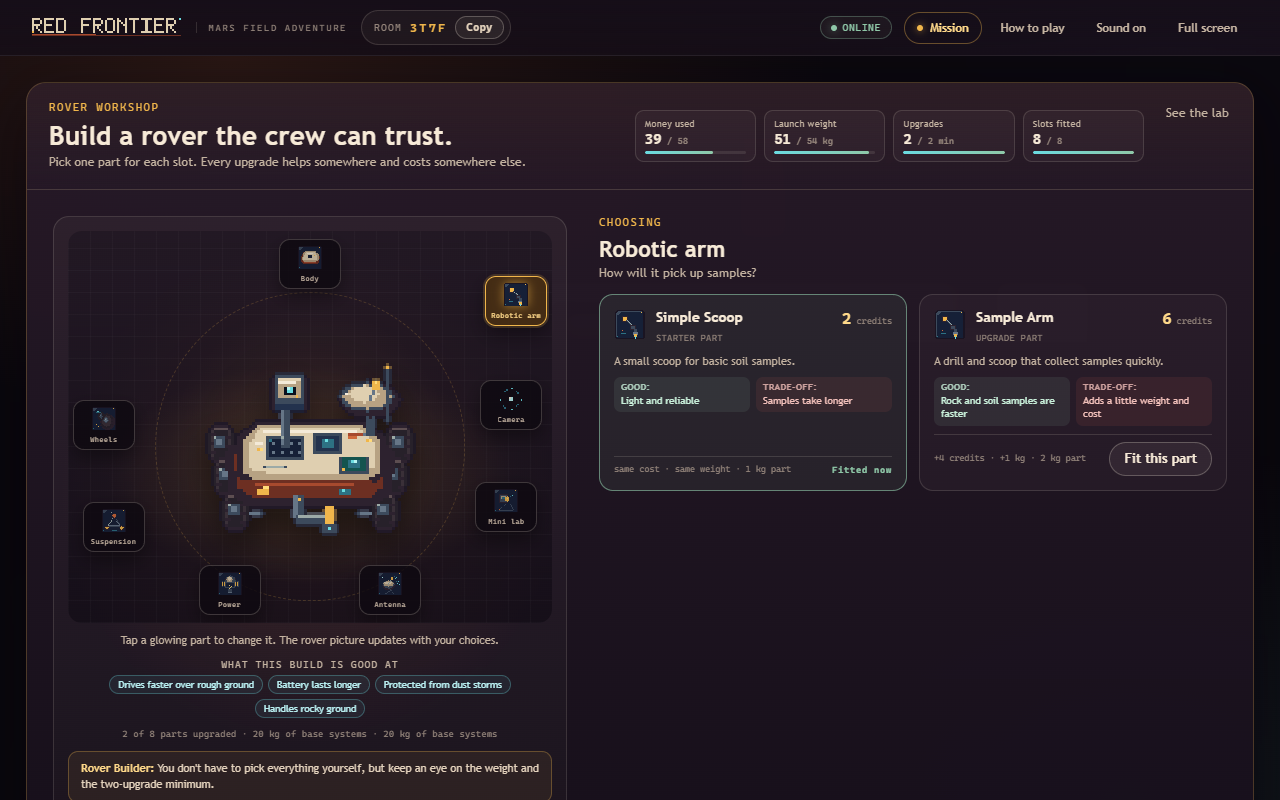 RED FRONTIER
MARS FIELD ADVENTURE
ROOM 3T7F Copy
ONLINE
Mission
How to play
Sound on
Full screen
ROVER WORKSHOP
Build a rover the crew can trust.
Pick one part for each slot. Every upgrade helps somewhere and costs somewhere else.
Money used
39 / 58
Launch weight
51 / 54 kg
Upgrades
2 / 2 min
Slots fitted
8 / 8
See the lab
Body
Robotic arm
Wheels
Camera
Suspension
Mini lab
Power
Antenna
Tap a glowing part to change it. The rover picture updates with your choices.
WHAT THIS BUILD IS GOOD AT
Drives faster over rough ground
Battery lasts longer
Protected from dust storms
Handles rocky ground
2 of 8 parts upgraded · 20 kg of base systems · 20 kg of base systems
Rover Builder: You don't have to pick everything yourself, but keep an eye on the weight and
the two-upgrade minimum.
CHOOSING
Robotic arm
How will it pick up samples?
Simple Scoop
2 credits
STARTER PART
A small scoop for basic soil samples.
GOOD:
Light and reliable
TRADE-OFF:
Samples take longer
same cost · same weight · 1 kg part
Fitted now
Sample Arm
6 credits
UPGRADE PART
A drill and scoop that collect samples quickly.
GOOD:
Rock and soil samples are
faster
TRADE-OFF:
Adds a little weight and
cost
+4 credits · +1 kg · 2 kg part
Fit this part